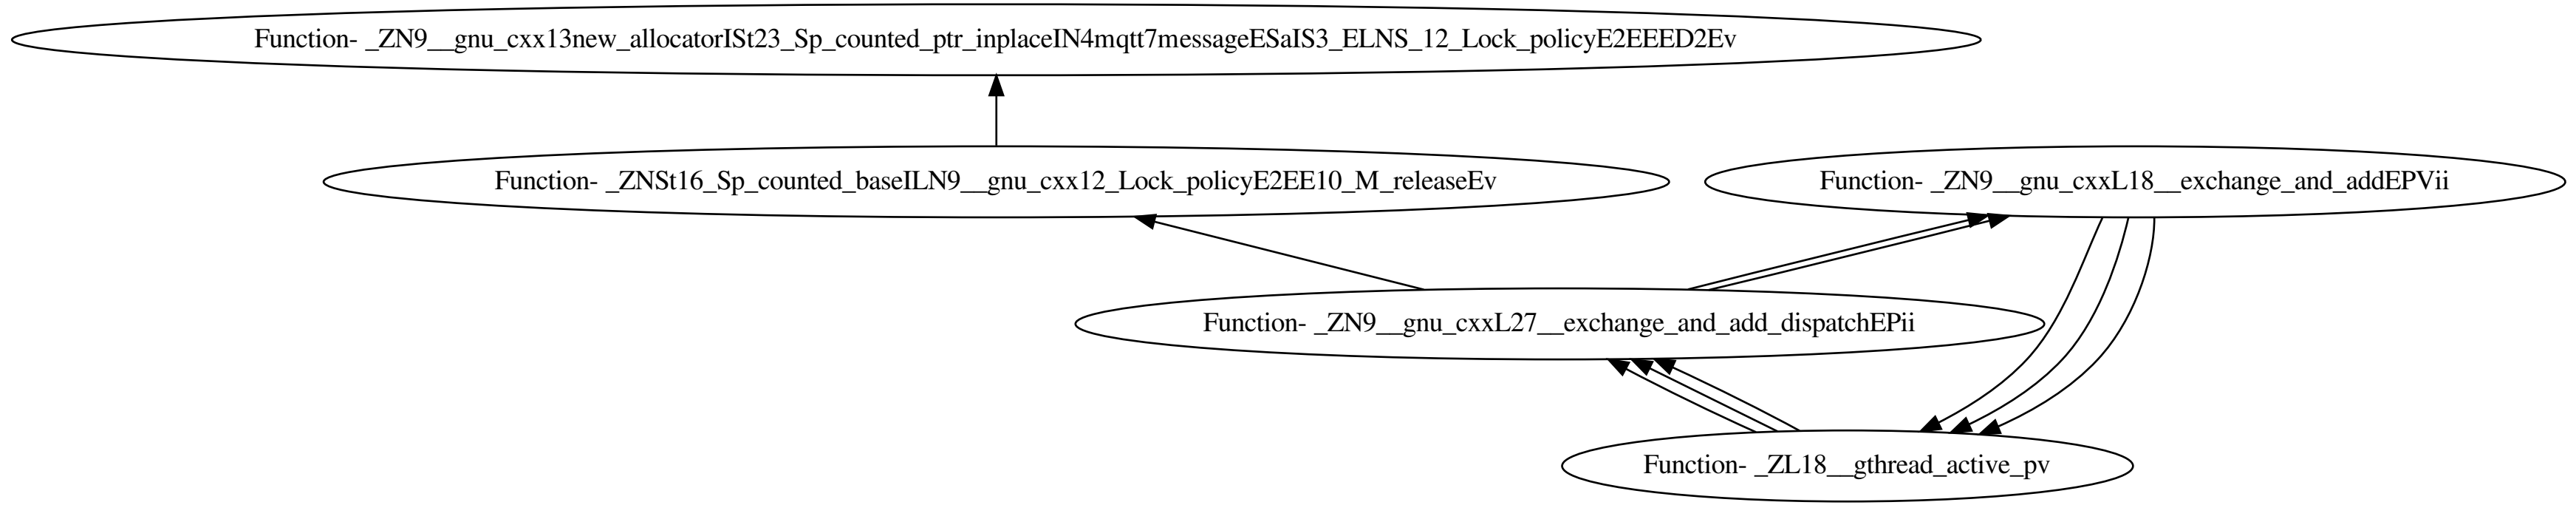 Function- _ZN9__gnu_cxx13new_allocatorISt23_Sp_counted_ptr_inplaceIN4mqtt7messageESaIS3_ELNS_12_Lock_policyE2EEED2Ev
Function- _ZNSt16_Sp_counted_baseILN9__gnu_cxx12_Lock_policyE2EE10_M_releaseEv
Function- _ZN9__gnu_cxxL18__exchange_and_addEPVii
Function- _ZN9__gnu_cxxL27__exchange_and_add_dispatchEPii
Function- _ZL18__gthread_active_pv